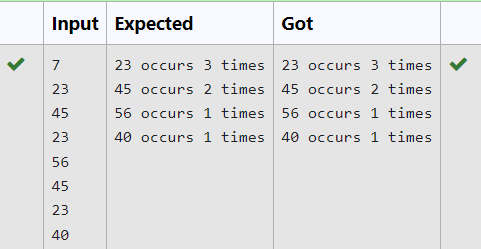 Input Expected Got
7 23 occurs 3 times 23 occurs 3 times
23 45 occurs 2 times 45 occurs 2 times
45 56 occurs 1 times 56 occurs 1 times
23 40 occurs 1 times 40 occurs 1 times
56
45
23
40